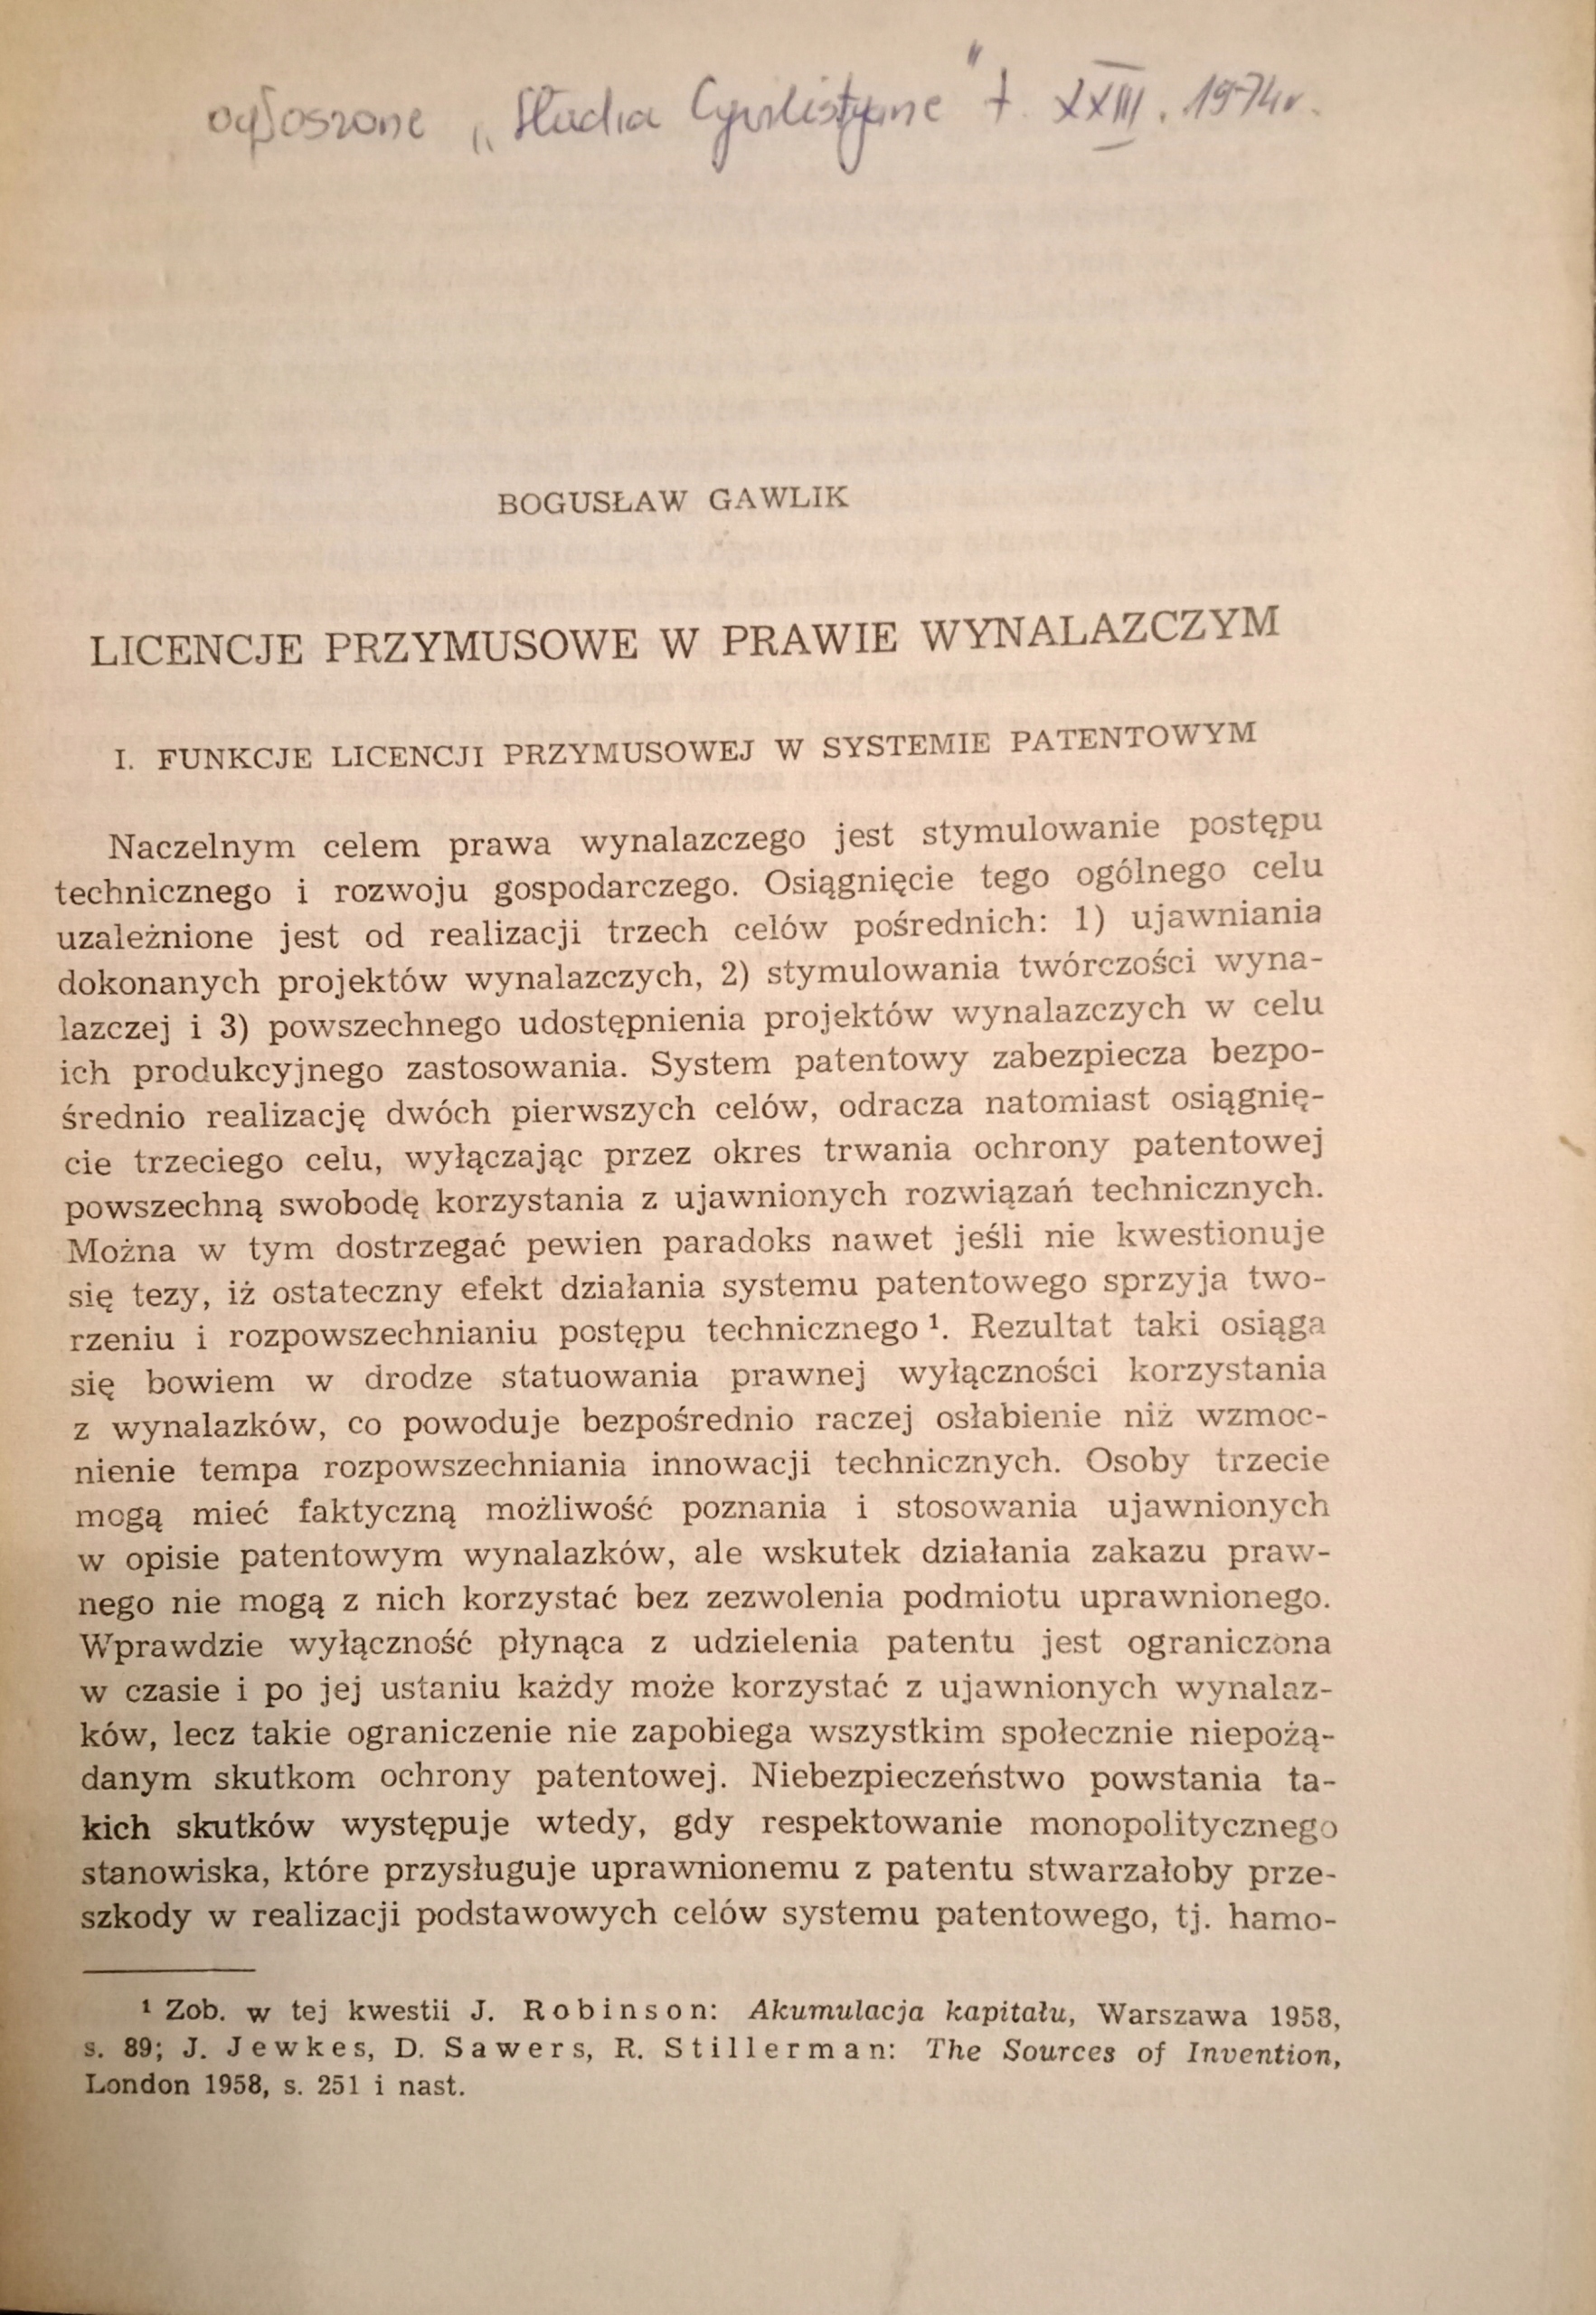 ogłoszone „Studia Cywilistyczne" t. XXIII. 1974r.
BOGUSŁAW GAWLIK
LICENCJE PRZYMUSOWE W PRAWIE WYNALAZCZYM
I. FUNKCJE LICENCJI PRZYMUSOWEJ W SYSTEMIE PATENTOWYM
Naczelnym celem prawa wynalazczego jest stymulowanie postępu
technicznego i rozwoju gospodarczego. Osiągnięcie tego ogólnego celu
uzależnione jest od realizacji trzech celów pośrednich: 1) ujawniania
dokonanych projektów wynalazczych, 2) stymulowania twórczości wyna-
lazczej i 3) powszechnego udostępnienia projektów wynalazczych w celu
ich produkcyjnego zastosowania. System patentowy zabezpiecza bezpo-
średnio realizację dwóch pierwszych celów, odracza natomiast osiągnię-
cie trzeciego celu, wyłączając przez okres trwania ochrony patentowej
powszechną swobodę korzystania z ujawnionych rozwiązań technicznych.
Można w tym dostrzegać pewien paradoks nawet jeśli nie kwestionuje
się tezy, iż ostateczny efekt działania systemu patentowego sprzyja two-
rzeniu i rozpowszechnianiu postępu technicznego ¹. Rezultat taki osiąga
się bowiem w drodze statuowania prawnej wyłączności korzystania
z wynalazków, co powoduje bezpośrednio raczej osłabienie niż wzmoc-
nienie tempa rozpowszechniania innowacji technicznych. Osoby trzecie
mogą mieć faktyczną możliwość poznania i stosowania ujawnionych
w opisie patentowym wynalazków, ale wskutek działania zakazu praw-
nego nie mogą z nich korzystać bez zezwolenia podmiotu uprawnionego.
Wprawdzie wyłączność płynąca z udzielenia patentu jest ograniczona
w czasie i po jej ustaniu każdy może korzystać z ujawnionych wynalaz-
ków, lecz takie ograniczenie nie zapobiega wszystkim społecznie niepożą-
danym skutkom ochrony patentowej. Niebezpieczeństwo powstania ta-
kich skutków występuje wtedy, gdy respektowanie monopolitycznego
stanowiska, które przysługuje uprawnionemu z patentu stwarzałoby prze-
szkody w realizacji podstawowych celów systemu patentowego, tj. hamo-
¹ Zob. w tej kwestii J. Robinson: Akumulacja kapitału, Warszawa 1958,
s. 89; J. Jewkes, D. Sawers, R. Stillerman: The Sources of Invention,
London 1958, s. 251 i nast.